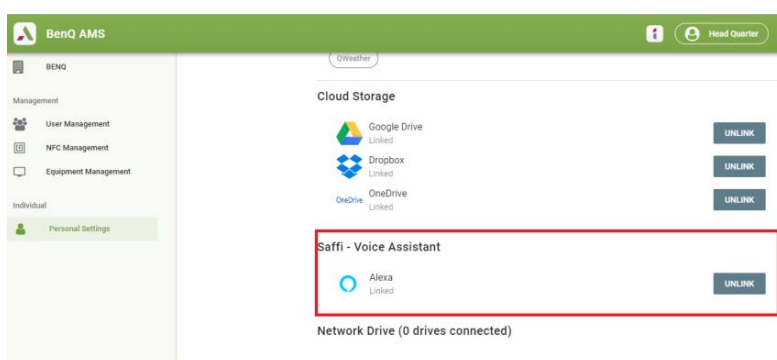 BenQ AMS
Head Quarter
BENQ
Management
User Management
NFC Management
Equipment Management
Individual
Personal Settings
QWeather
Cloud Storage
Google Drive
Linked
UNLINK
Dropbox
Linked
UNLINK
OneDrive
OneDrive
Linked
UNLINK
Saffi - Voice Assistant
Alexa
Linked
UNLINK
Network Drive (0 drives connected)